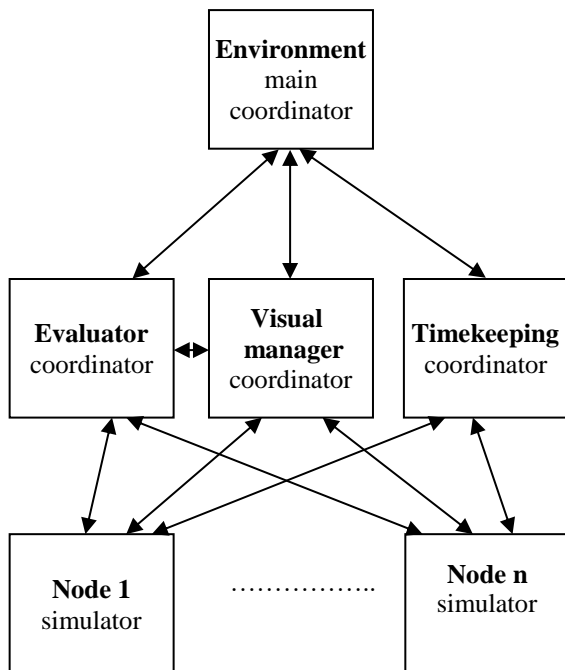 Environment
main
coordinator
Evaluator
coordinator
Visual
manager
coordinator
Timekeeping
coordinator
Node 1
simulator
………………..
Node n
simulator